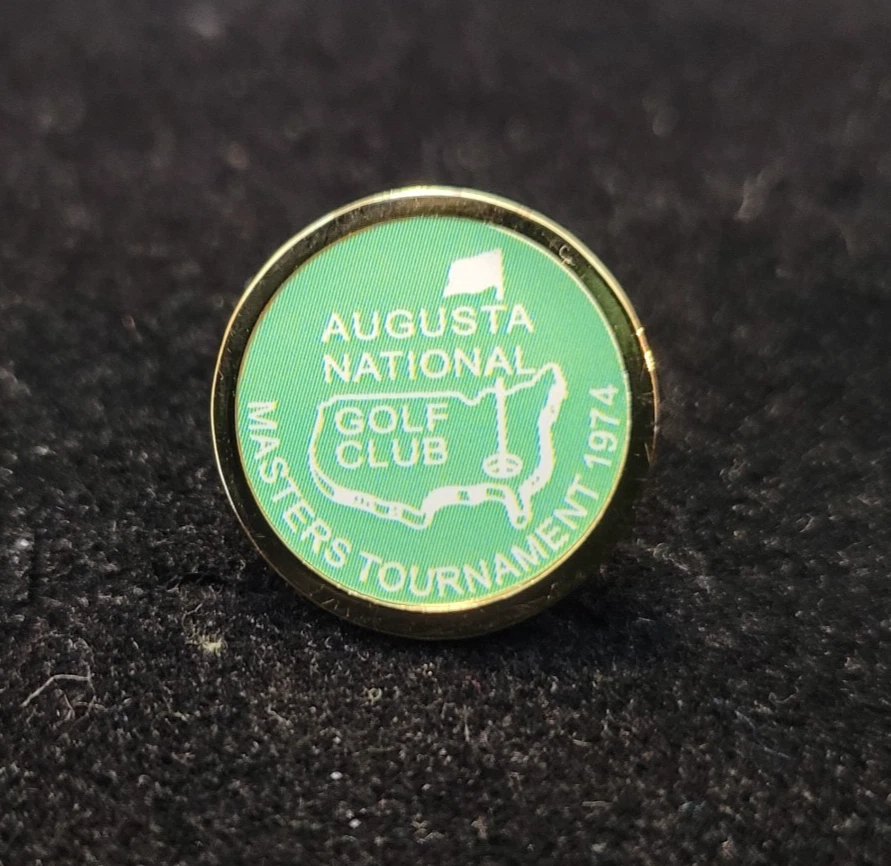 AUGUSTA
NATIONAL
GOLF
CLUB
MASTERS TOURNAMENT 1974